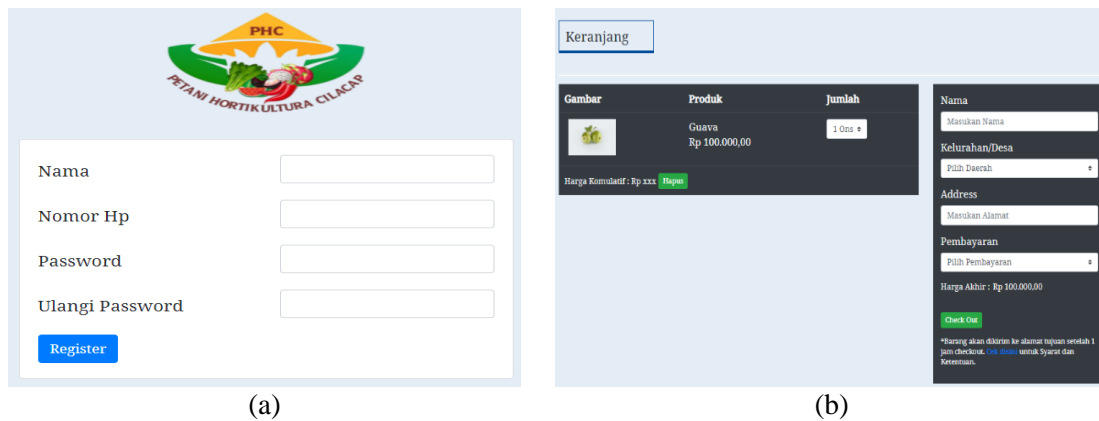 PHC
PETANI HORTIKULTURA CILACAP
Nama
Nomor Hp
Password
Ulangi Password
Register
(a)
Keranjang
Gambar Produk Jumlah
Guava 1 Ons
Rp 100.000,00
Harga Komulatif : Rp xxx Hapus
Nama
Masukan Nama
Kelurahan/Desa
Pilih Daerah
Address
Masukan Alamat
Pembayaran
Pilih Pembayaran
Harga Akhir : Rp 100.000,00
Check Out
*Barang akan dikirim ke alamat tujuan setelah 1
jam checkout. Cek disini untuk Syarat dan
Ketentuan.
(b)